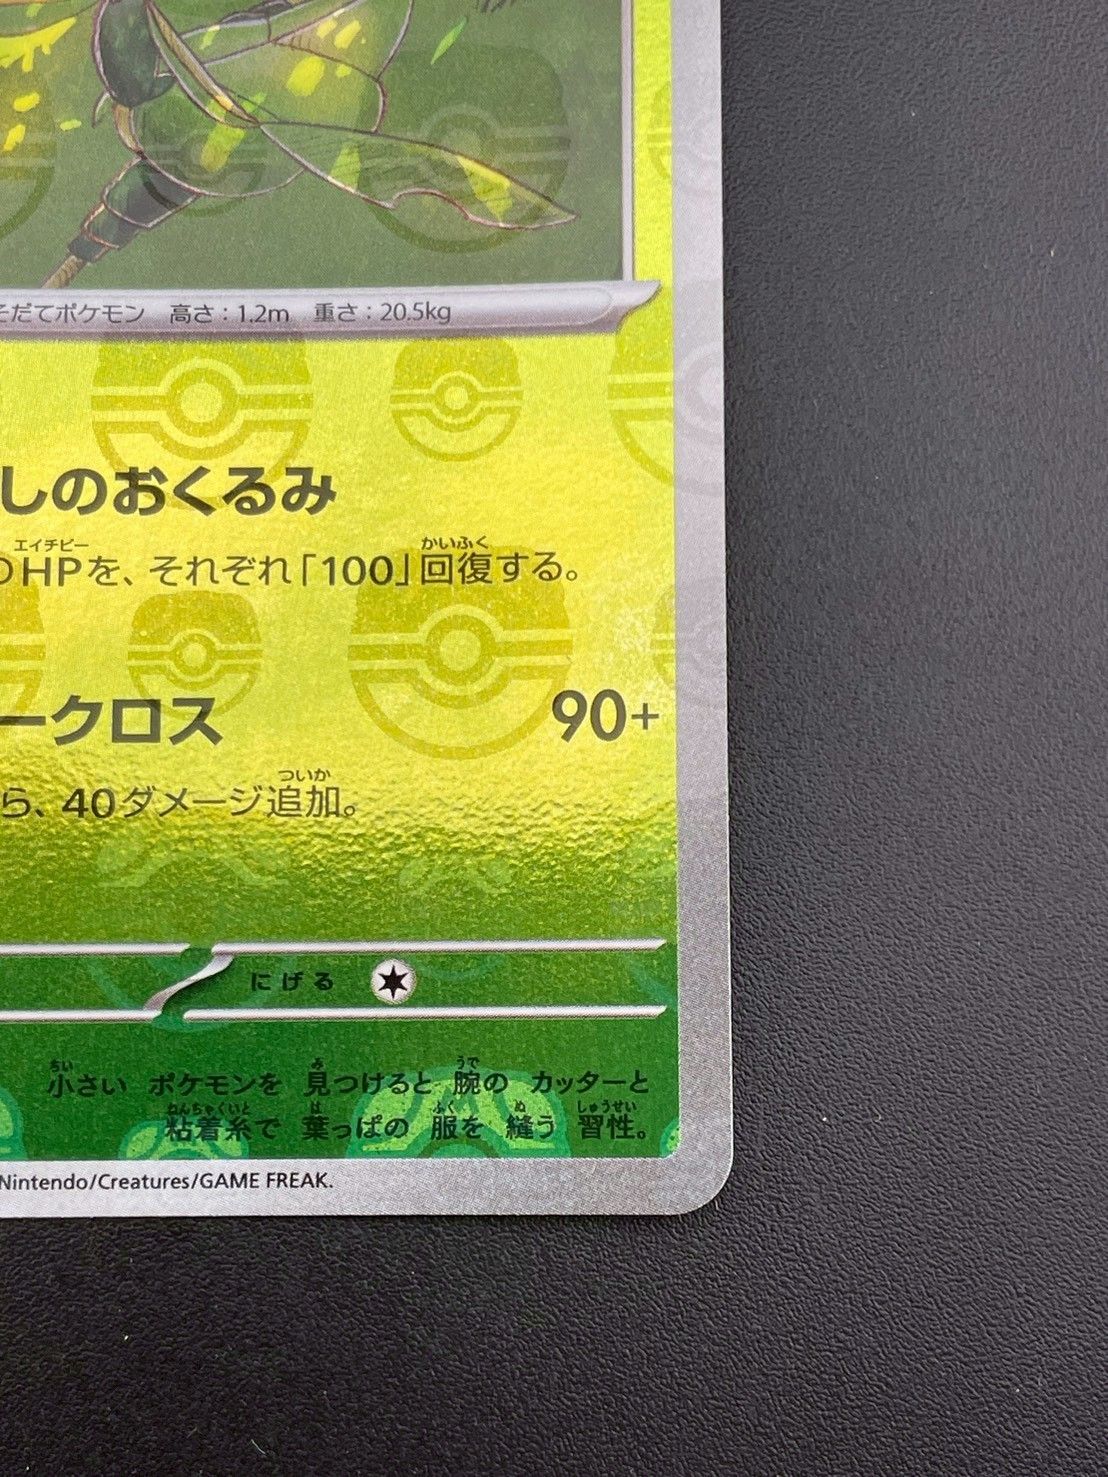 そだてポケモン 高さ：1.2m 重さ：20.5kg
しのおくるみ
エイチピー かいふく
のHPを、それぞれ「100」回復する。
ークロス 90+
ついか
ら、40ダメージ追加。
にげる
ちい み うで
小さい ポケモンを 見つけると 腕の カッターと
ねんちゃくいと は ふく ぬ しゅうせい
粘着糸で 葉っぱの 服を 縫う 習性。
Nintendo/Creatures/GAME FREAK.